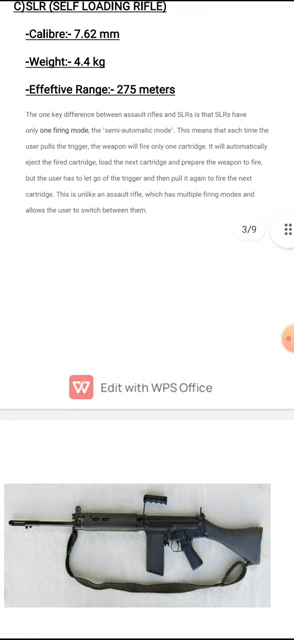 C)SLR (SELF LOADING RIFLE)
-Calibre:- 7.62 mm
-Weight:- 4.4 kg
-Effeftive Range:- 275 meters
The one key difference between assault rifles and SLRs is that SLRs have
only one firing mode, the 'semi-automatic mode'. This means that each time the
user pulls the trigger, the weapon will fire only one cartridge. It will automatically
eject the fired cartridge, load the next cartridge and prepare the weapon to fire,
but the user has to let go of the trigger and then pull it again to fire the next
cartridge. This is unlike an assault rifle, which has multiple firing modes and
allows the user to switch between them.
3/9
Edit with WPS Office